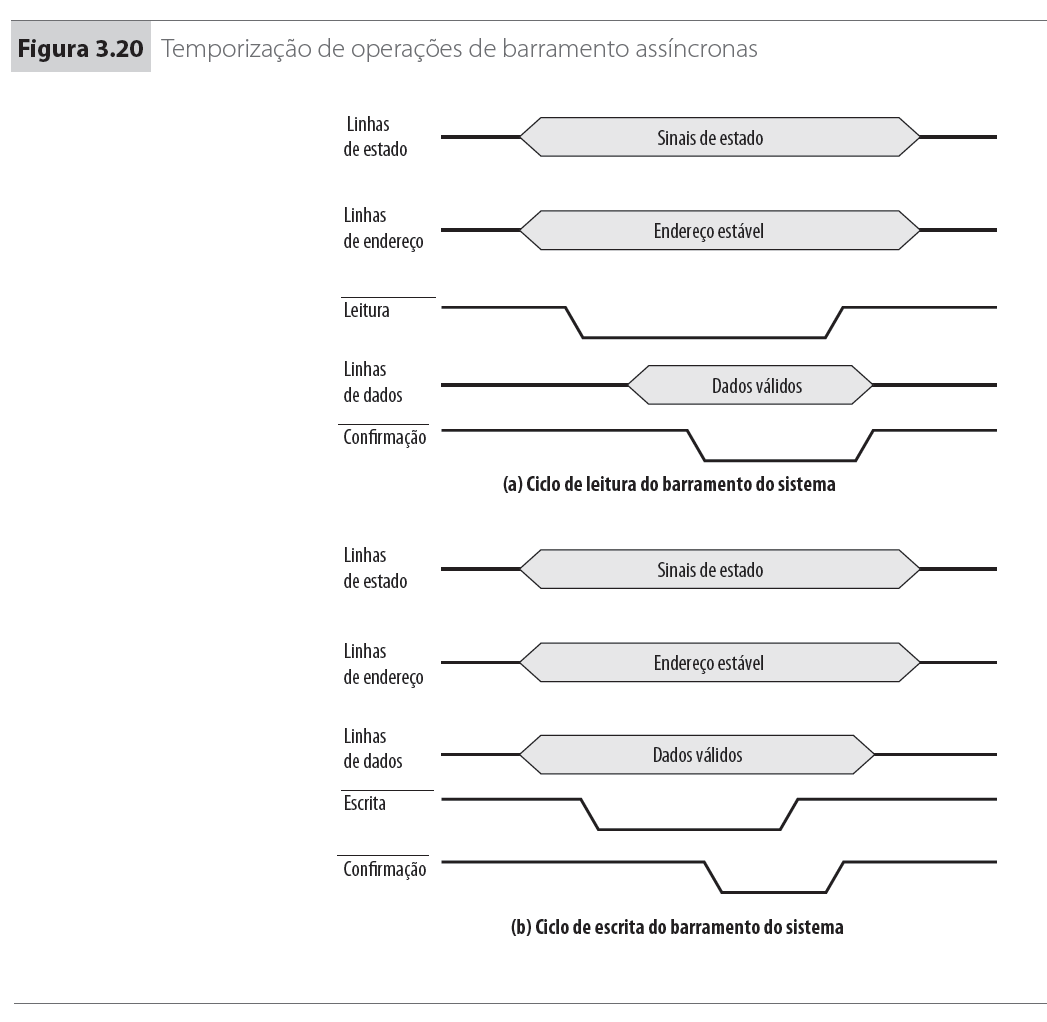 Figura 3.20 Temporização de operações de barramento assíncronas
Linhas
de estado
Sinais de estado
Linhas
de endereço
Endereço estável
Leitura
Linhas
de dados
Dados válidos
Confirmação
(a) Ciclo de leitura do barramento do sistema
Linhas
de estado
Sinais de estado
Linhas
de endereço
Endereço estável
Linhas
de dados
Dados válidos
Escrita
Confirmação
(b) Ciclo de escrita do barramento do sistema